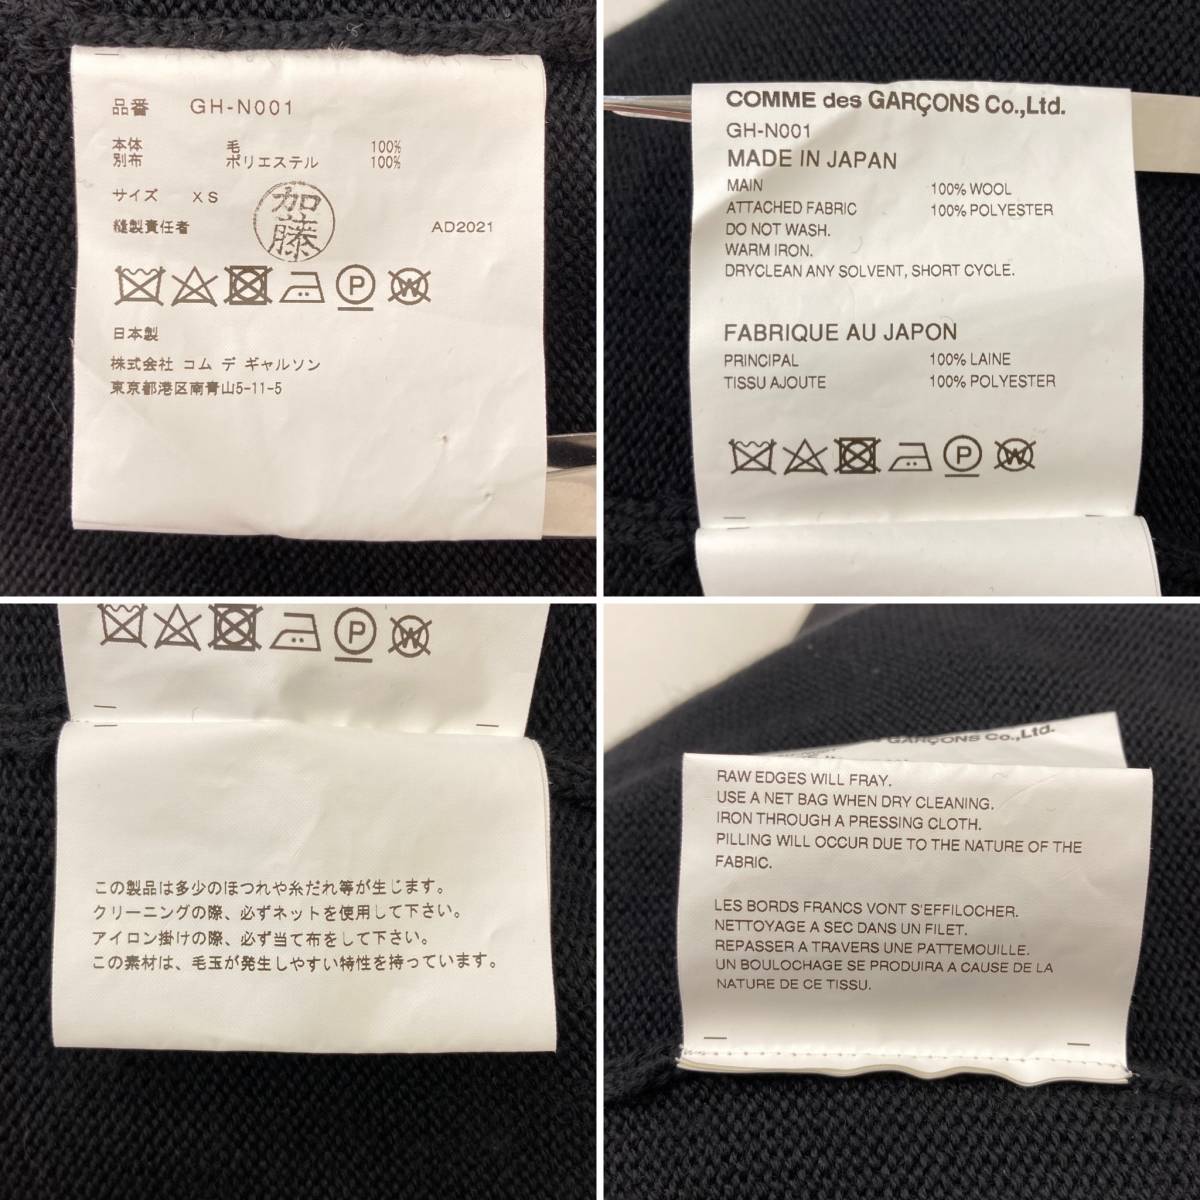 品番 GH-N001
本体 毛 100%
別布 ポリエステル 100%
サイズ XS
加藤
縫製責任者 AD2021
P W
日本製
株式会社 コム デ ギャルソン
東京都港区南青山5-11-5
COMME des GARÇONS Co.,Ltd.
GH-N001
MADE IN JAPAN
MAIN 100% WOOL
ATTACHED FABRIC 100% POLYESTER
DO NOT WASH.
WARM IRON.
DRYCLEAN ANY SOLVENT, SHORT CYCLE.
FABRIQUE AU JAPON
PRINCIPAL 100% LAINE
TISSU AJOUTE 100% POLYESTER
P W
P W
この製品は多少のほつれや糸だれ等が生じます。
クリーニングの際、必ずネットを使用して下さい。
アイロン掛けの際、必ず当て布をして下さい。
この素材は、毛玉が発生しやすい特性を持っています。
GARÇONS Co.,Ltd.
RAW EDGES WILL FRAY.
USE A NET BAG WHEN DRY CLEANING.
IRON THROUGH A PRESSING CLOTH.
PILLING WILL OCCUR DUE TO THE NATURE OF THE
FABRIC.
LES BORDS FRANCS VONT S'EFFILOCHER.
NETTOYAGE A SEC DANS UN FILET.
REPASSER A TRAVERS UNE PATTEMOUILLE.
UN BOULOCHAGE SE PRODUIRA A CAUSE DE LA
NATURE DE CE TISSU.